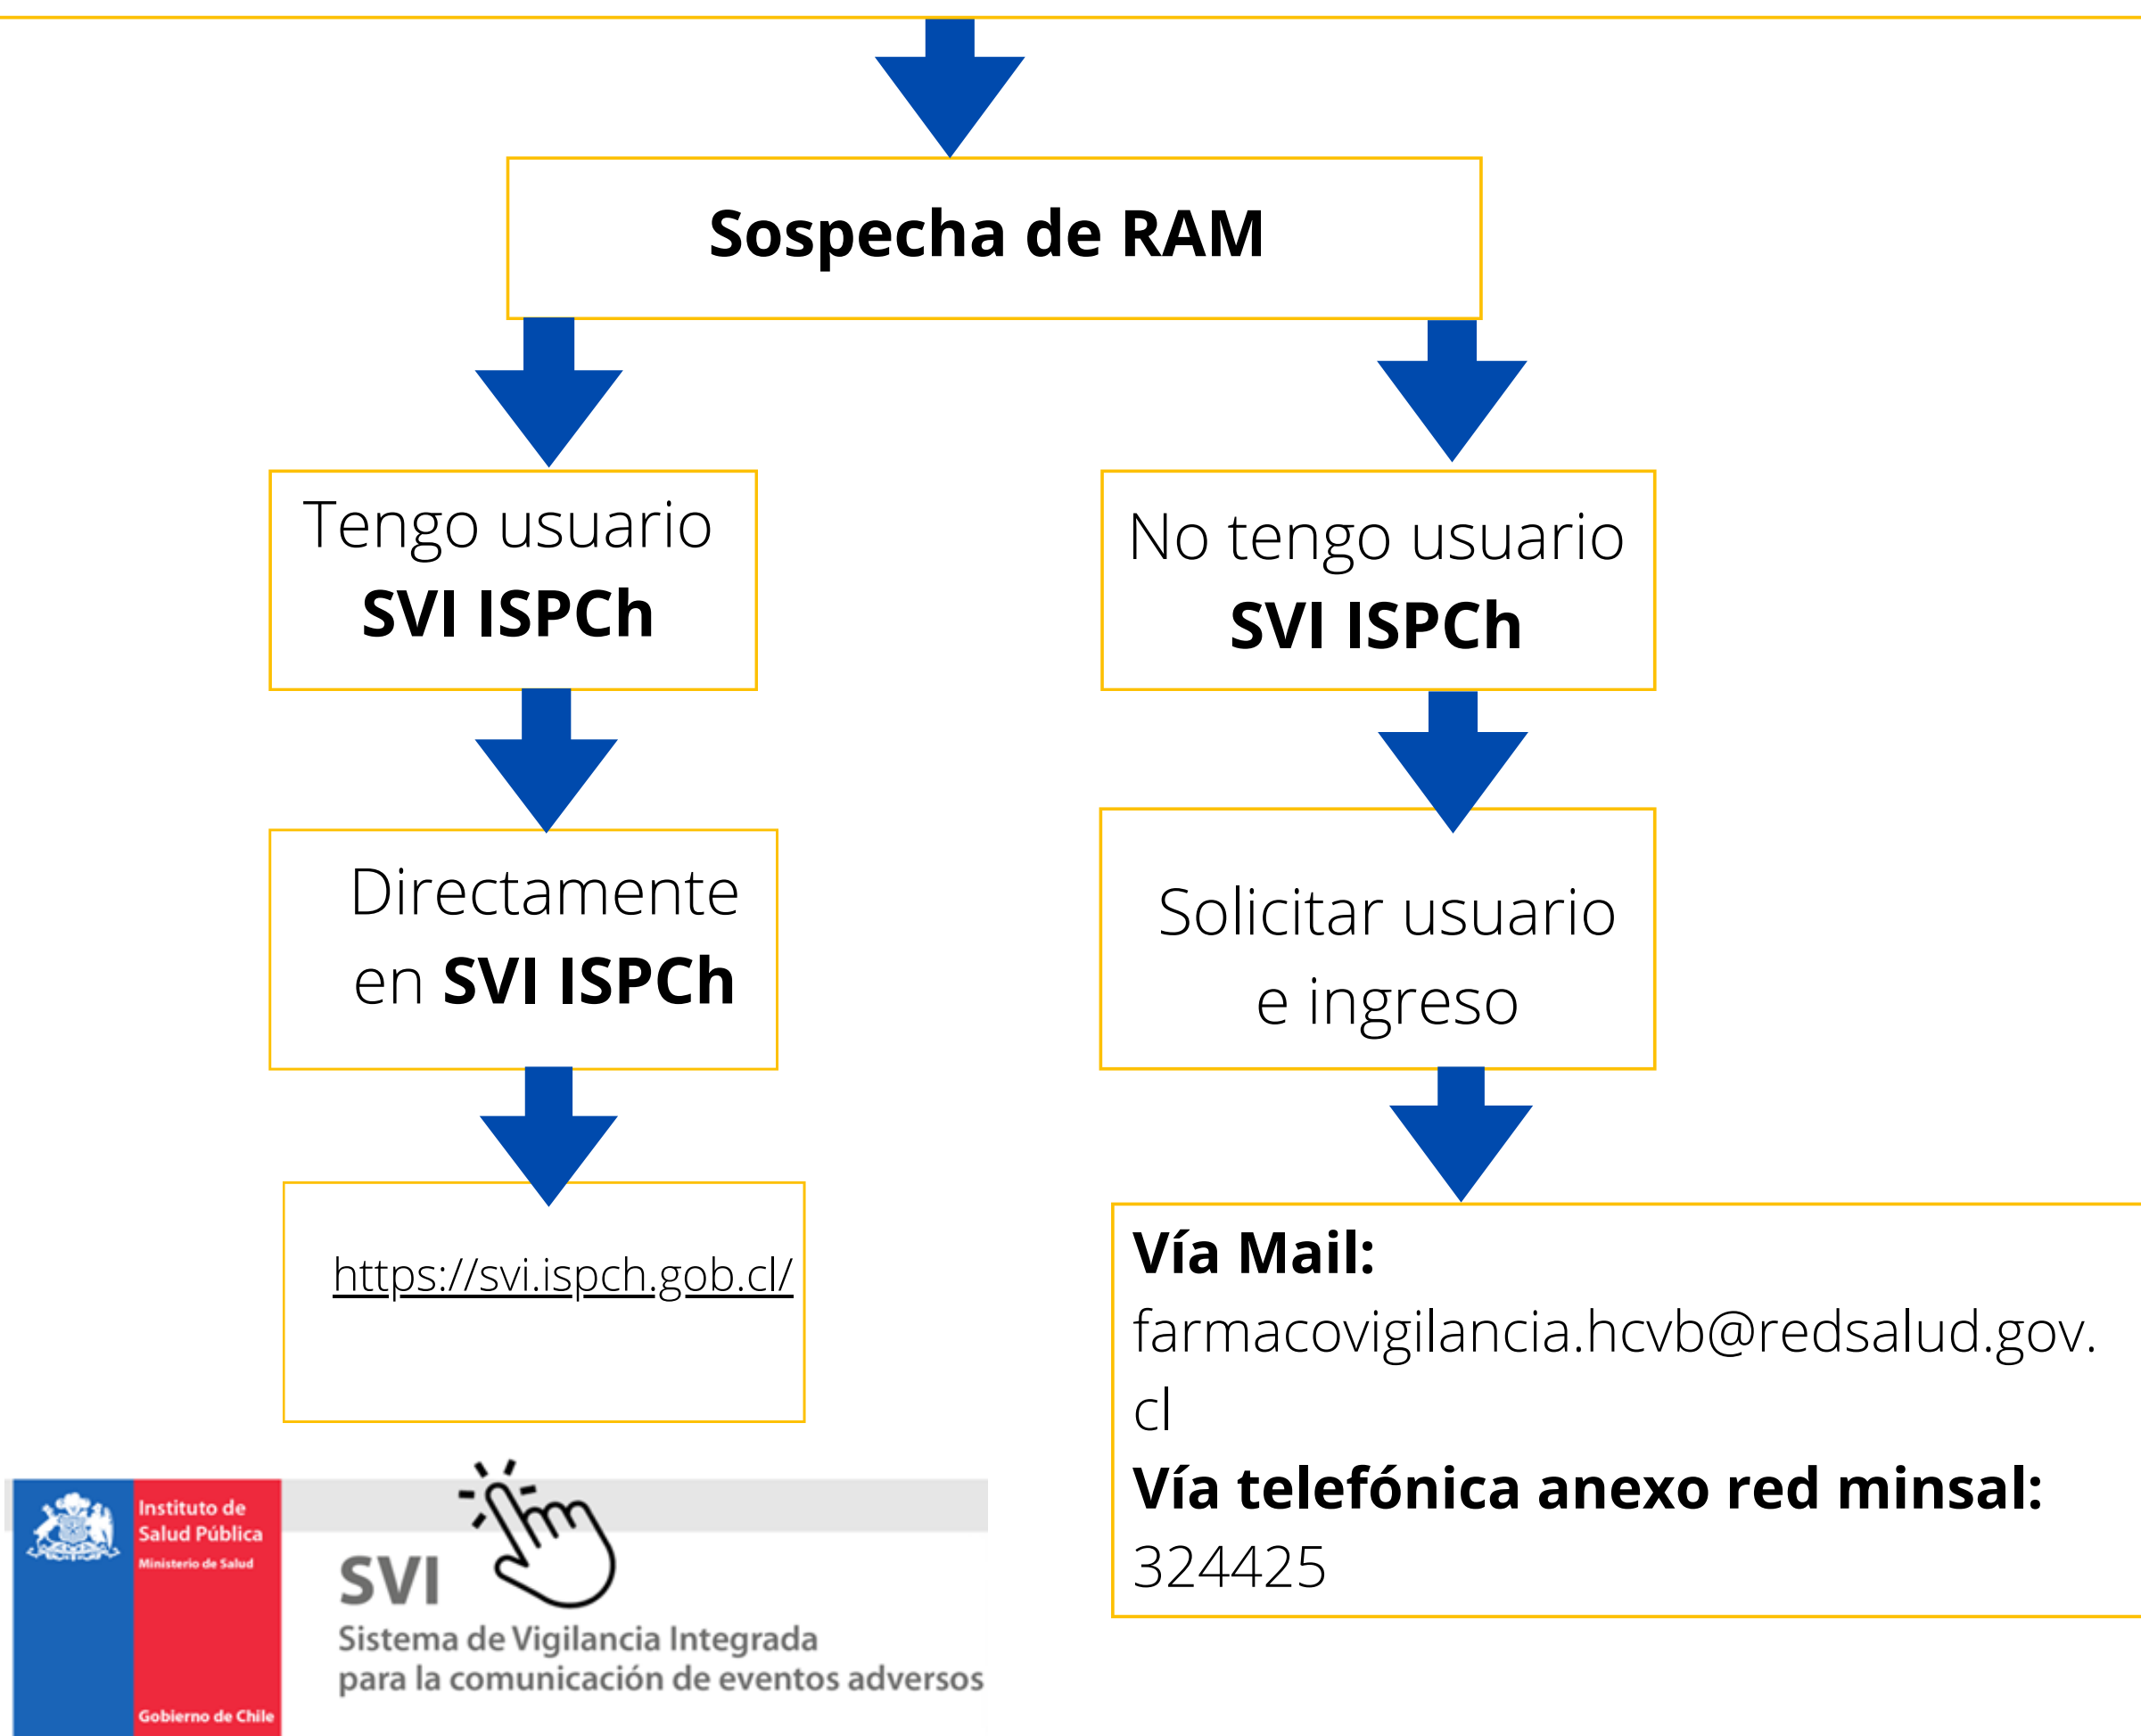 Sospecha de RAM
Tengo usuario
SVI ISPCh
No tengo usuario
SVI ISPCh
Directamente
en SVI ISPCh
Solicitar usuario
e ingreso
https://svi.ispch.gob.cl/
Vía Mail:
farmacovigilancia.hcvb@redsalud.gov.
cl
Vía telefónica anexo red minsal:
324425
Instituto de
Salud Pública
Ministerio de Salud
Gobierno de Chile
SVI
Sistema de Vigilancia Integrada
para la comunicación de eventos adversos